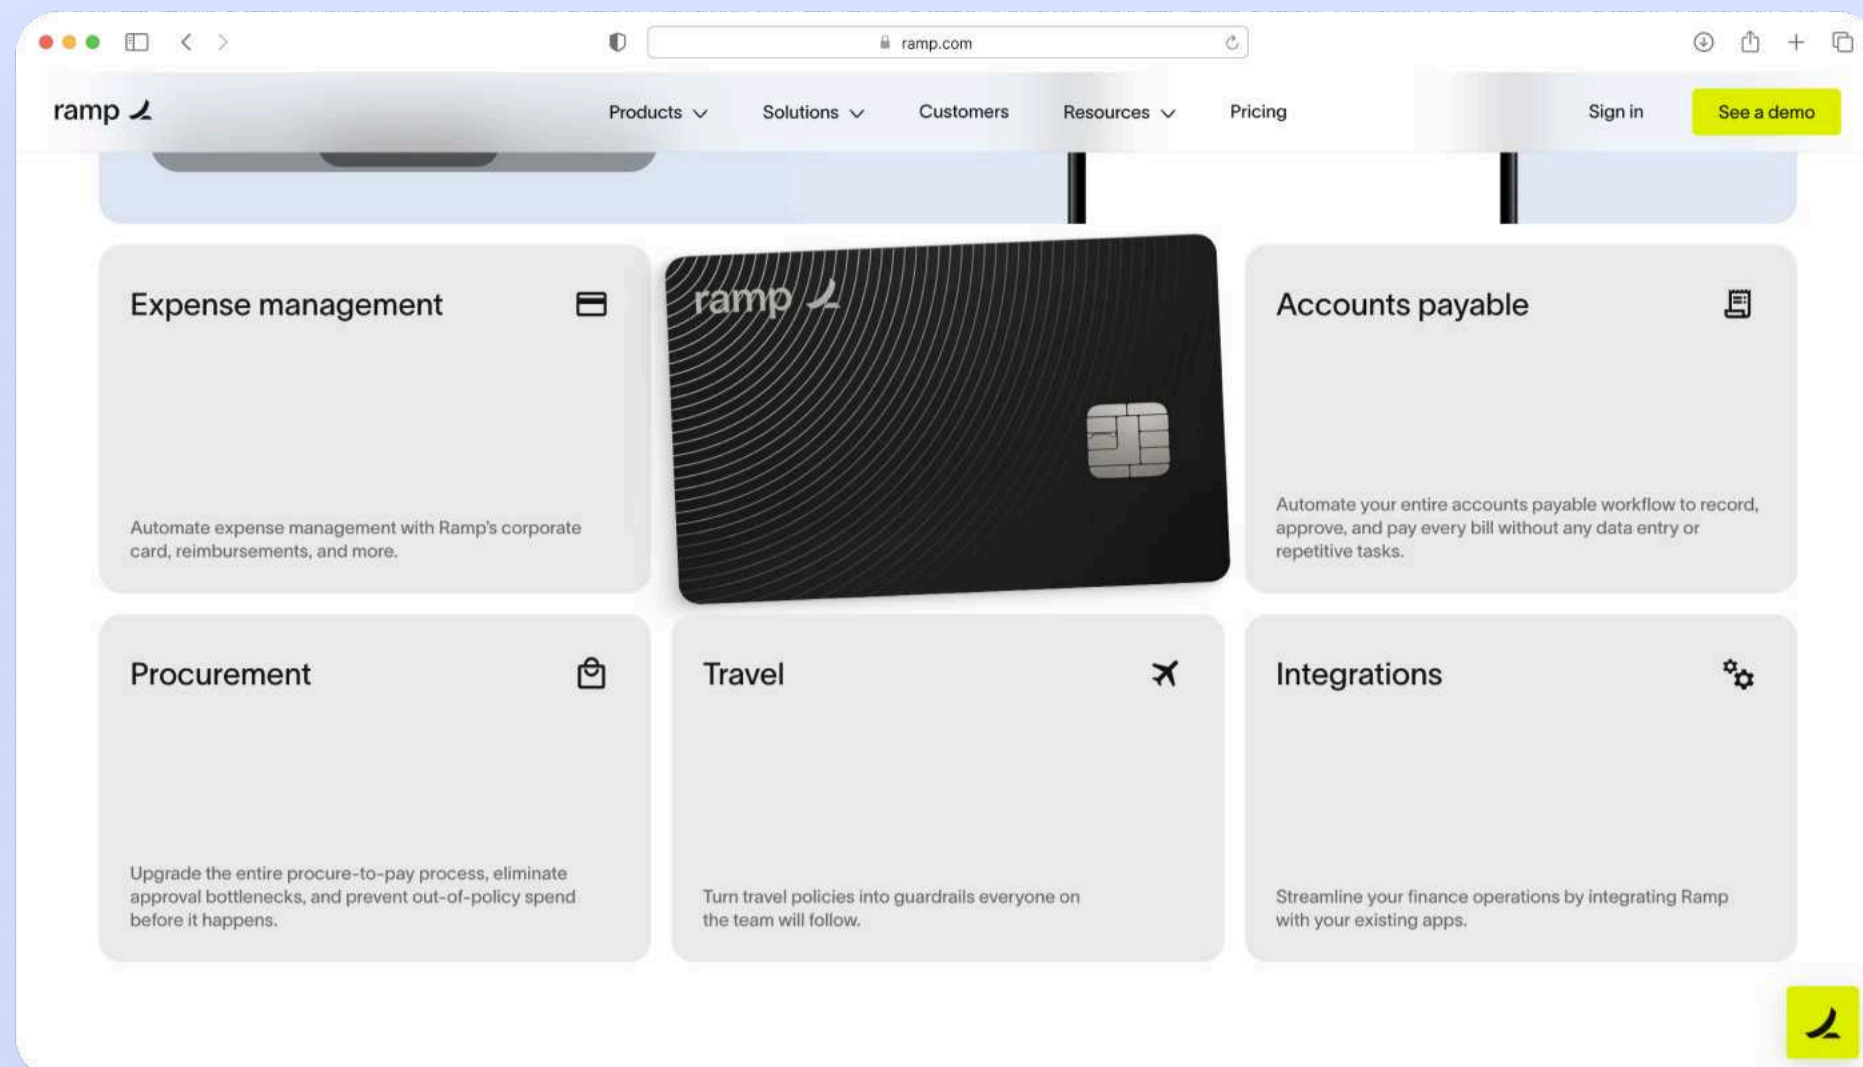 ramp.com
ramp
Products
Solutions
Customers
Resources
Pricing
Sign in
See a demo
Expense management
Automate expense management with Ramp's corporate
card, reimbursements, and more.
ramp
Accounts payable
Automate your entire accounts payable workflow to record,
approve, and pay every bill without any data entry or
repetitive tasks.
Procurement
Upgrade the entire procure-to-pay process, eliminate
approval bottlenecks, and prevent out-of-policy spend
before it happens.
Travel
Turn travel policies into guardrails everyone on
the team will follow.
Integrations
Streamline your finance operations by integrating Ramp
with your existing apps.